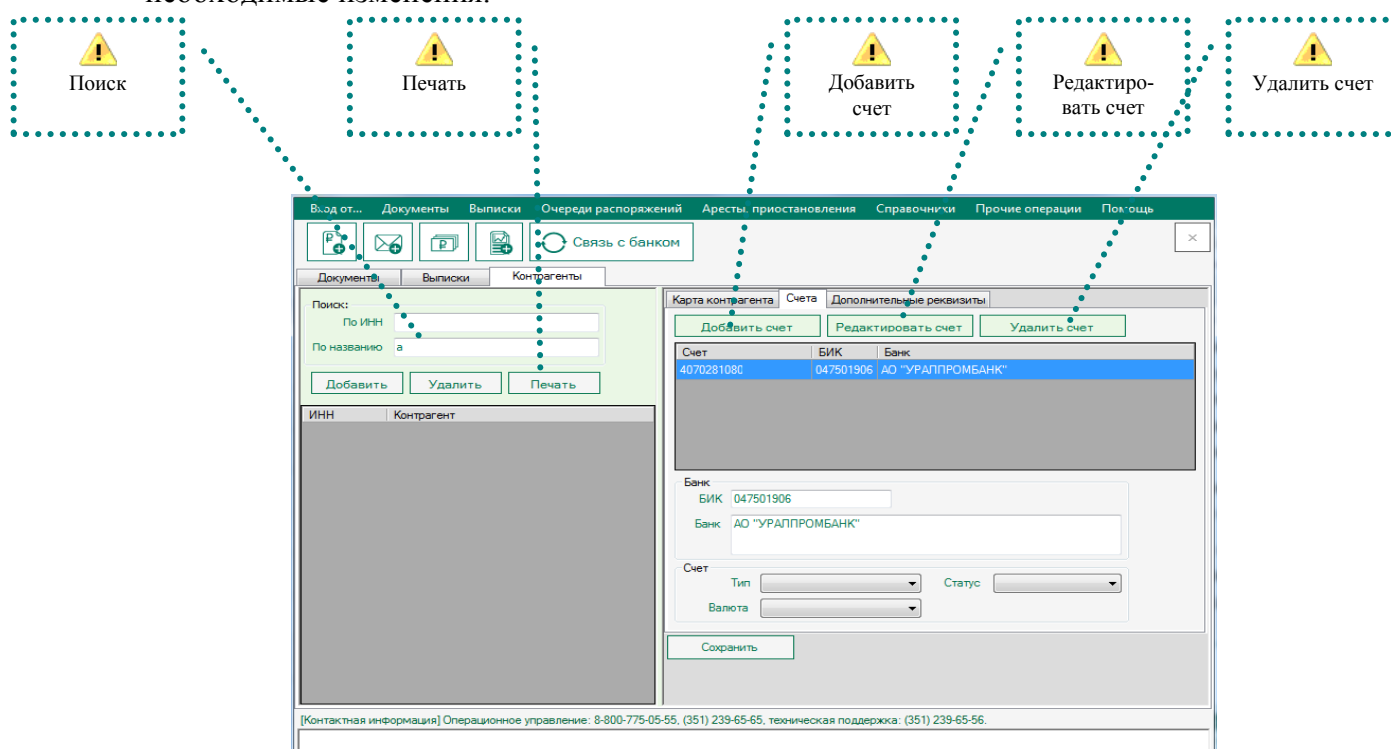 необходимые изменения.
Поиск
Печать
Добавить
счет
Редактиро-
вать счет
Удалить счет
Вход от... Документы Выписки Очереди распоряжений Аресты, приостановления Справочники Прочие операции Помощь
Связь с банком
Документы Выписки Контрагенты
Поиск:
По ИНН
По названию а
Добавить Удалить Печать
ИНН Контрагент
Карта контрагента Счета Дополнительные реквизиты
Добавить счет Редактировать счет Удалить счет
Счет БИК Банк
4070281080 047501906 АО "УРАЛПРОМБАНК"
Банк
БИК 047501906
Банк АО "УРАЛПРОМБАНК"
Счет
Тип Статус
Валюта
Сохранить
[Контактная информация] Операционное управление: 8-800-775-05-55, (351) 239-65-65, техническая поддержка: (351) 239-65-56.